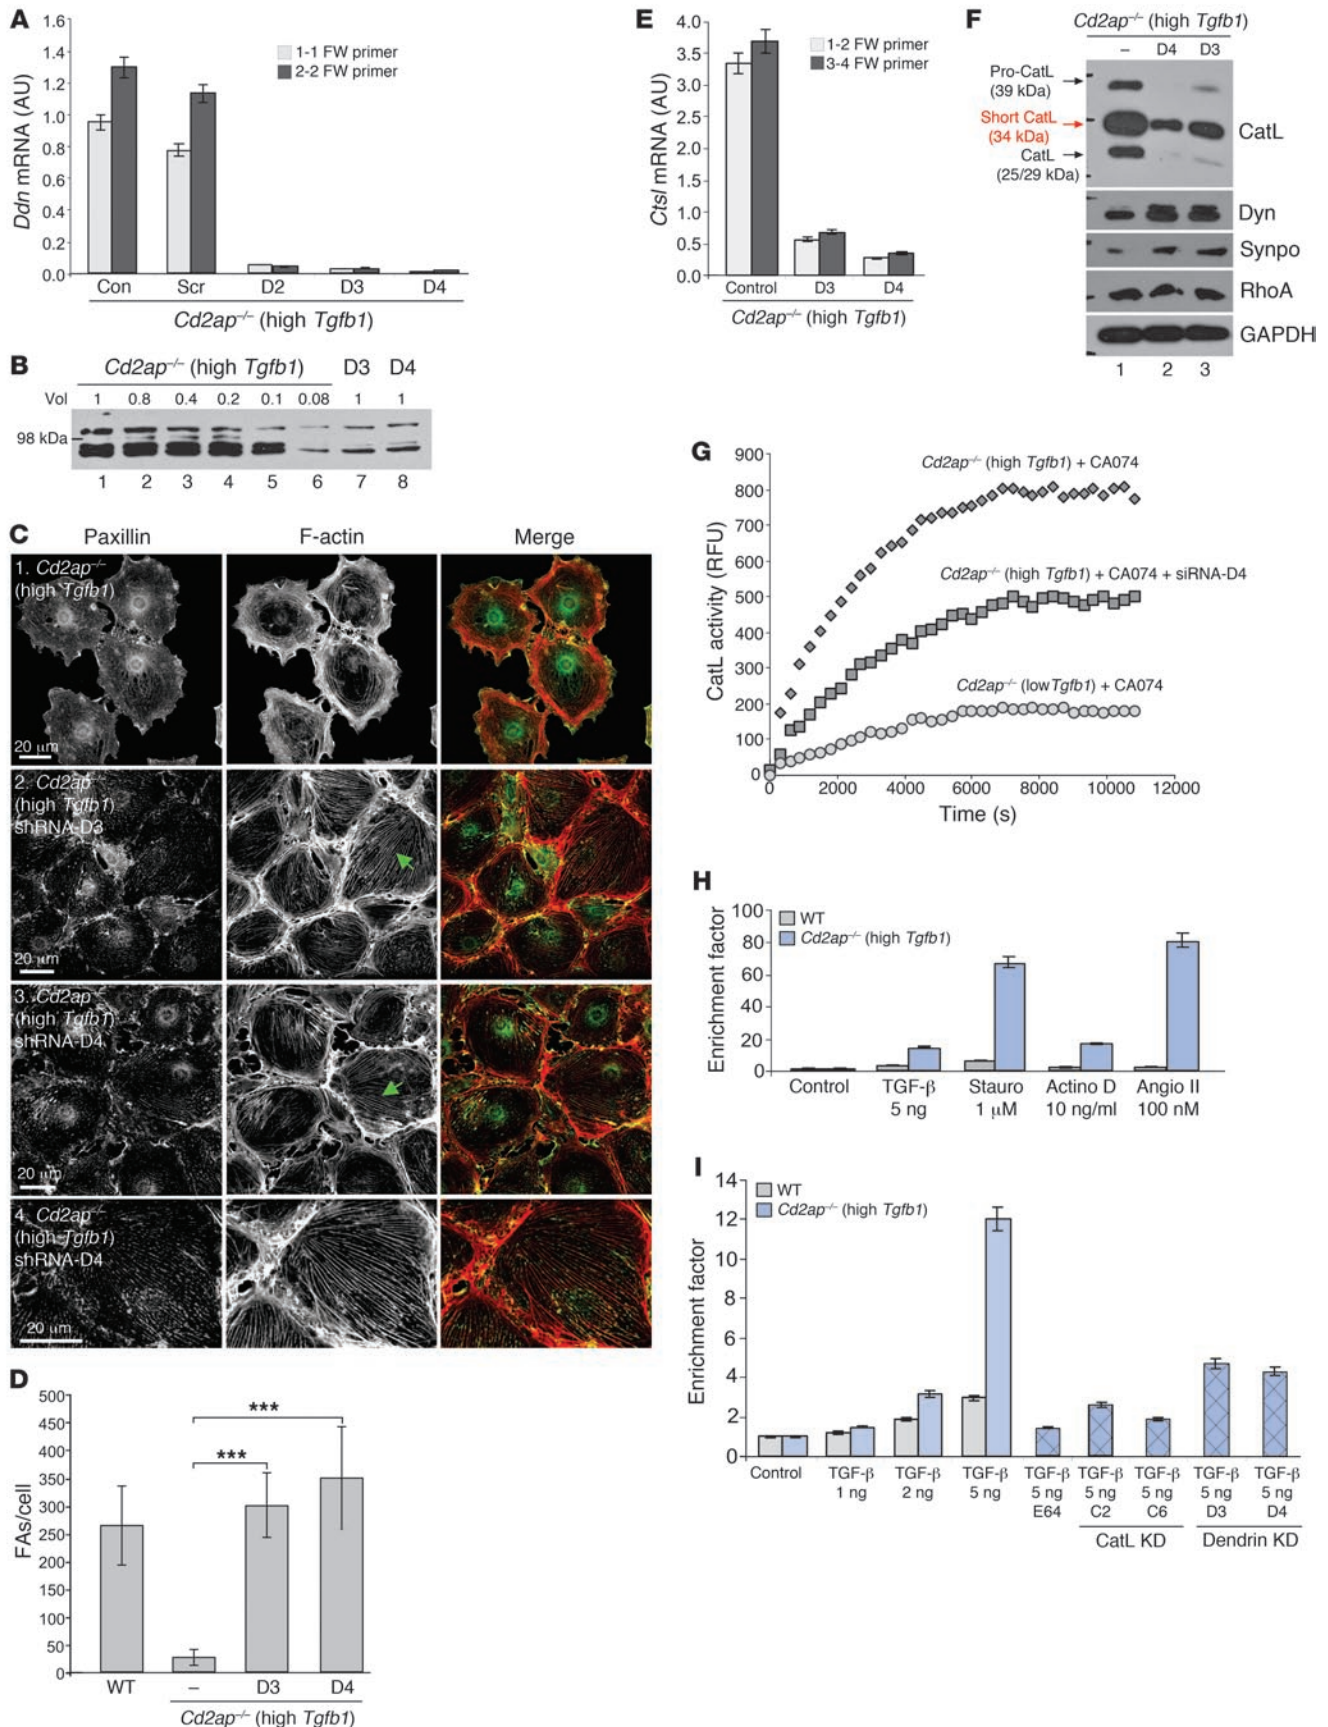 A
1.6
1.4
1.2
1.0
0.8
0.6
0.4
0.2
0.0
Ddn mRNA (AU)
1-1 FW primer
2-2 FW primer
Con Scr D2 D3 D4
Cd2ap–/– (high Tgfb1)
B
Cd2ap–/– (high Tgfb1) D3 D4
Vol 1 0.8 0.4 0.2 0.1 0.08 1 1
98 kDa
1 2 3 4 5 6 7 8
C
Paxillin F-actin Merge
1. Cd2ap–/–
(high Tgfb1)
20 μm
2. Cd2ap–/–
(high Tgfb1)
shRNA-D3
20 μm
3. Cd2ap–/–
(high Tgfb1)
shRNA-D4
20 μm
4. Cd2ap–/–
(high Tgfb1)
shRNA-D4
20 μm
D
500
450
400
350
300
250
200
150
100
50
0
FAs/cell
***
***
WT – D3 D4
Cd2ap–/– (high Tgfb1)
E
4.0
3.5
3.0
2.5
2.0
1.5
1.0
0.5
0.0
Ctsl mRNA (AU)
1-2 FW primer
3-4 FW primer
Control D3 D4
Cd2ap–/– (high Tgfb1)
F
Cd2ap–/– (high Tgfb1)
– D4 D3
Pro-CatL
(39 kDa)
Short CatL
(34 kDa)
CatL
(25/29 kDa)
CatL
Dyn
Synpo
RhoA
GAPDH
1 2 3
G
900
800
700
600
500
400
300
200
100
0
CatL activity (RFU)
Cd2ap–/– (high Tgfb1) + CA074
Cd2ap–/– (high Tgfb1) + CA074 + siRNA-D4
Cd2ap–/– (low Tgfb1) + CA074
0 2000 4000 6000 8000 10000 12000
Time (s)
H
100
80
60
40
20
0
Enrichment factor
WT
Cd2ap–/– (high Tgfb1)
Control TGF-β Stauro Actino D Angio II
5 ng 1 μM 10 ng/ml 100 nM
I
14
12
10
8
6
4
2
0
Enrichment factor
WT
Cd2ap–/– (high Tgfb1)
Control TGF-β TGF-β TGF-β TGF-β TGF-β TGF-β TGF-β TGF-β
1 ng 2 ng 5 ng 5 ng 5 ng 5 ng 5 ng 5 ng
E64 C2 C6 D3 D4
CatL KD Dendrin KD